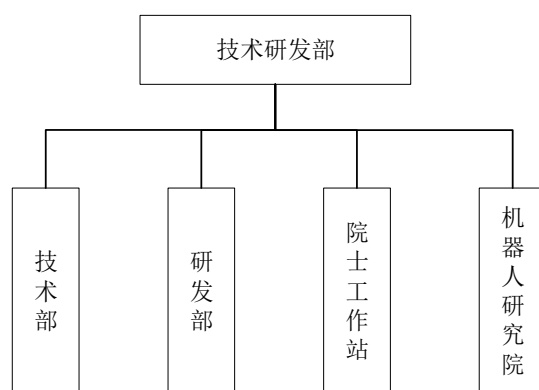 技术研发部
技术部
研发部
院士工作站
机器人研究院